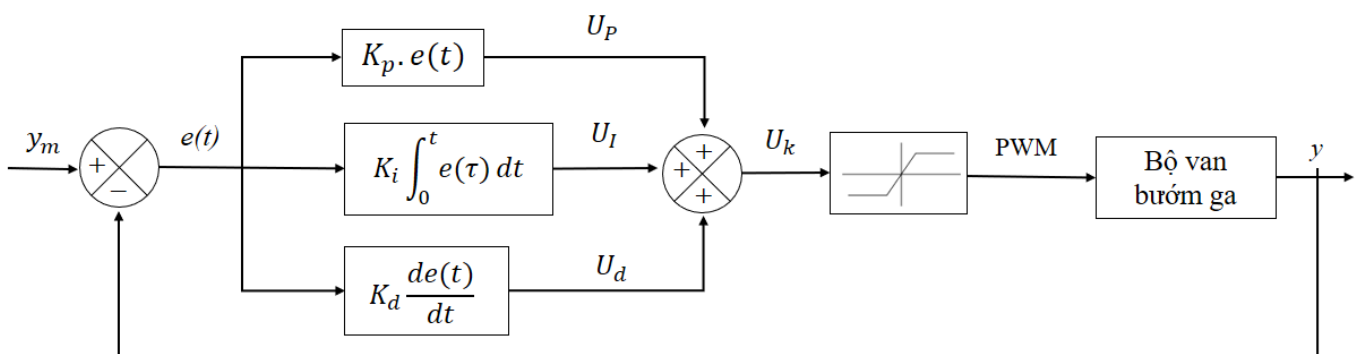 y_m
+
−
e(t)
K_p. e(t)
U_P
K_i ∫_0^t e(τ) dt
U_I
K_d de(t)/dt
U_d
+
+
+
U_k
PWM
Bộ van
bướm ga
y